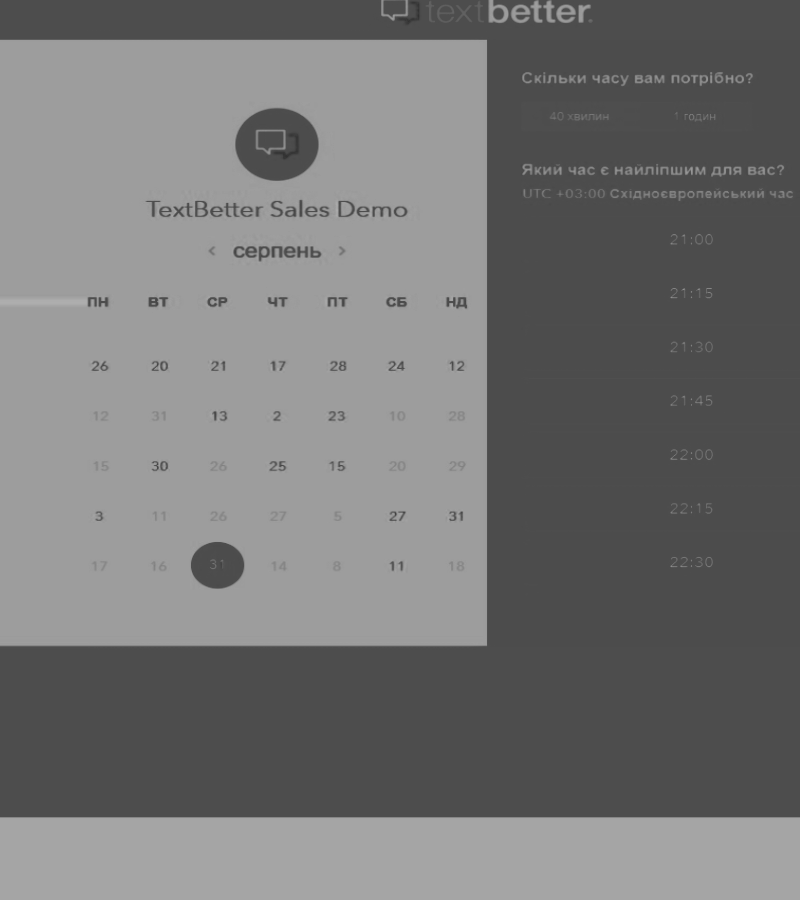 textbetter.
TextBetter Sales Demo
< серпень >
ПН ВТ СР ЧТ ПТ СБ НД
26 20 21 17 28 24 12
12 31 13 2 23 10 28
15 30 26 25 15 20 29
3 11 26 27 5 27 31
17 16 31 14 8 11 18
Скільки часу вам потрібно?
40 хвилин 1 годин
Який час є найліпшим для вас?
UTC +03:00 Східноєвропейський час
21:00
21:15
21:30
21:45
22:00
22:15
22:30